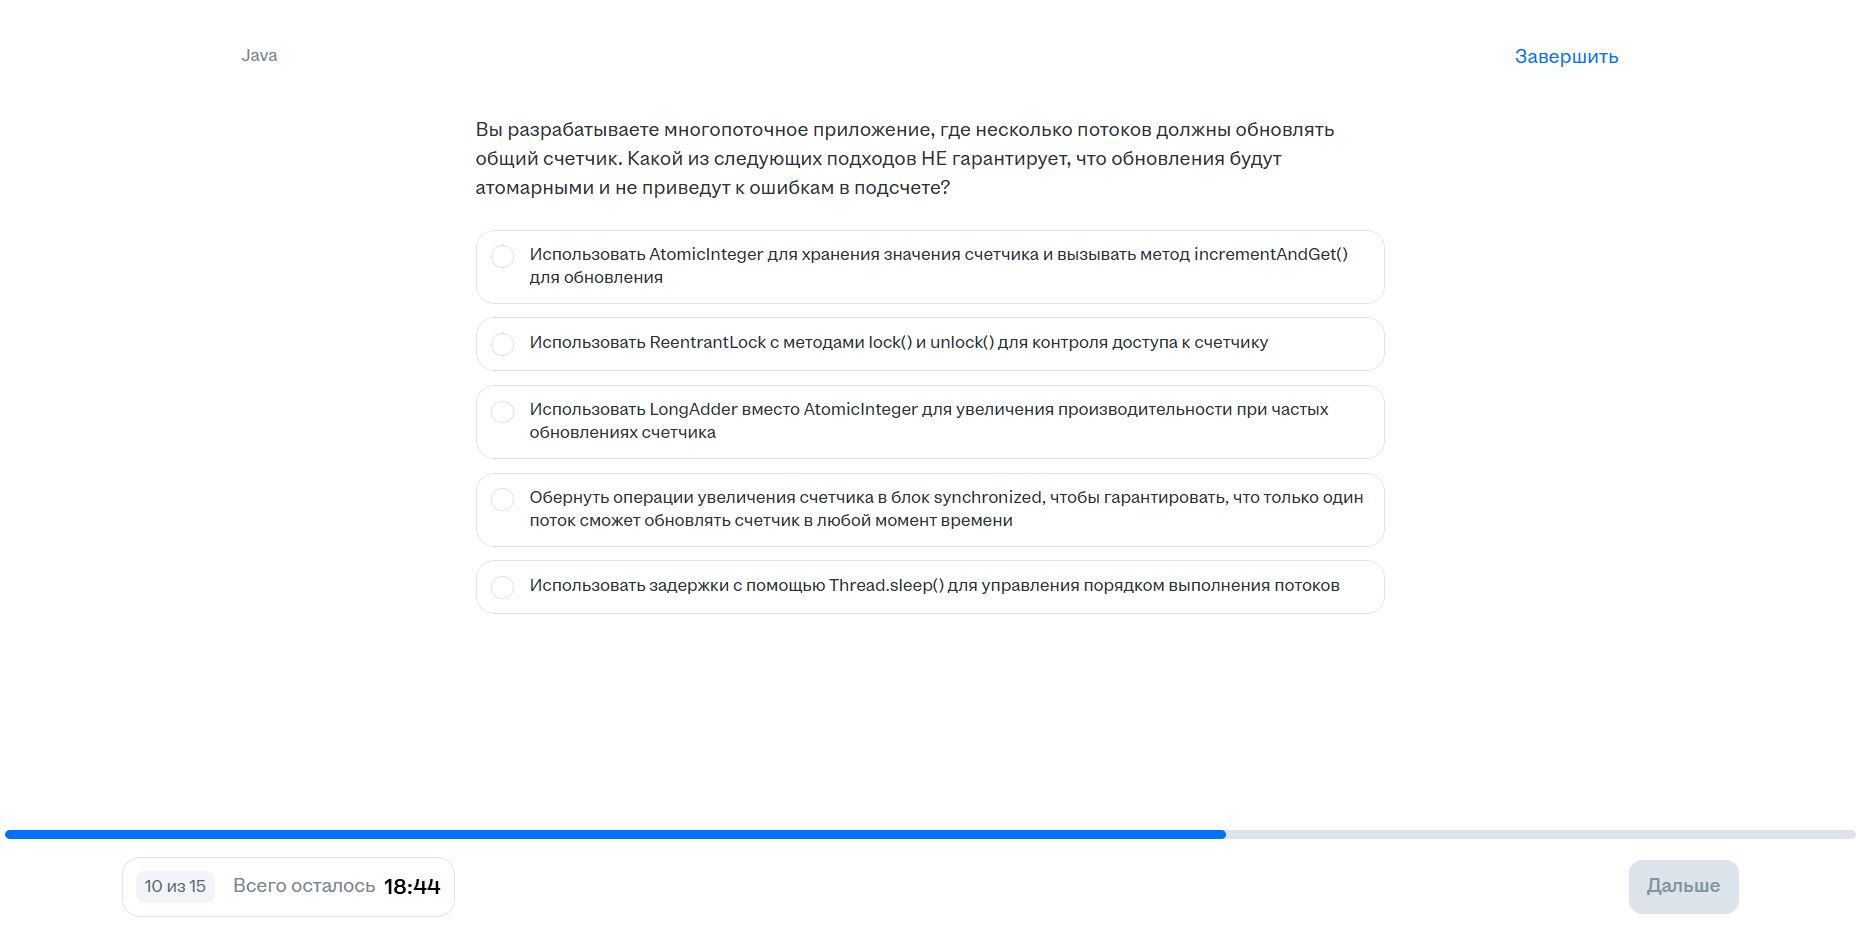 Java
Завершить
Вы разрабатываете многопоточное приложение, где несколько потоков должны обновлять
общий счетчик. Какой из следующих подходов НЕ гарантирует, что обновления будут
атомарными и не приведут к ошибкам в подсчете?
Использовать AtomicInteger для хранения значения счетчика и вызывать метод incrementAndGet()
для обновления
Использовать ReentrantLock с методами lock() и unlock() для контроля доступа к счетчику
Использовать LongAdder вместо AtomicInteger для увеличения производительности при частых
обновлениях счетчика
Обернуть операции увеличения счетчика в блок synchronized, чтобы гарантировать, что только один
поток сможет обновлять счетчик в любой момент времени
Использовать задержки с помощью Thread.sleep() для управления порядком выполнения потоков
10 из 15
Всего осталось 18:44
Дальше